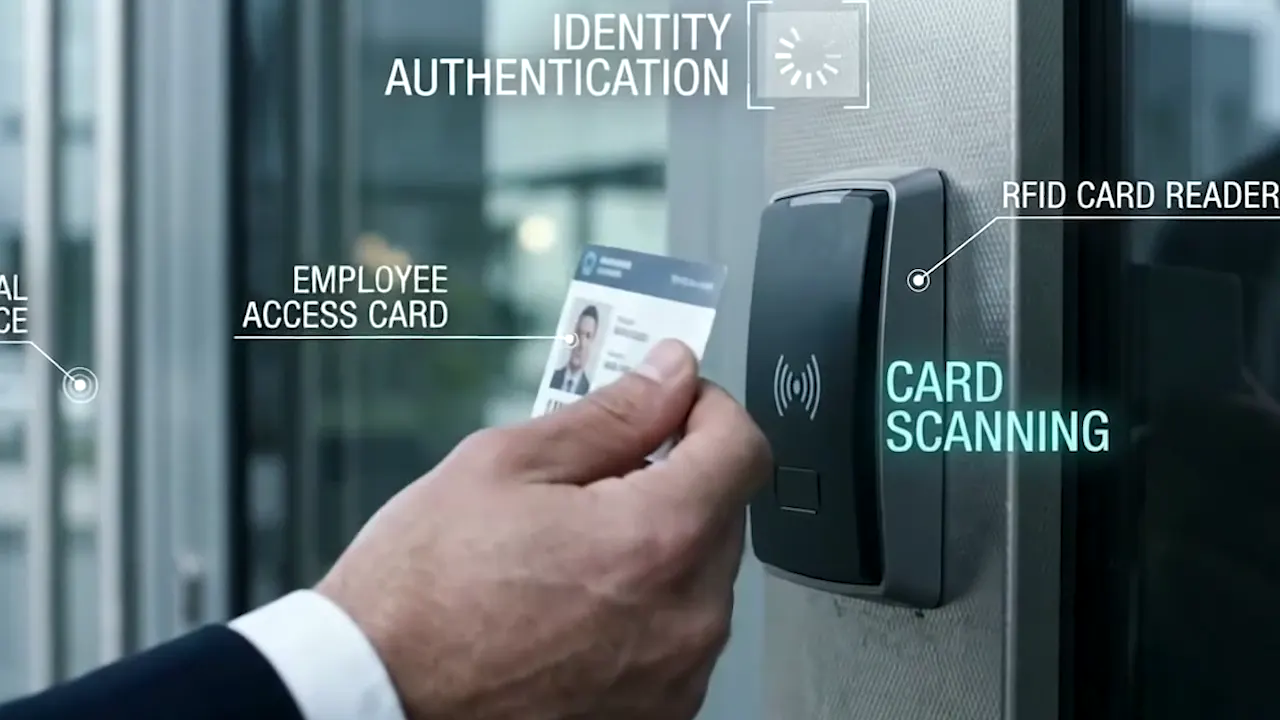 IDENTITY
AUTHENTICATION
RFID CARD READER
EMPLOYEE
ACCESS CARD
AL
CE
CARD
SCANNING